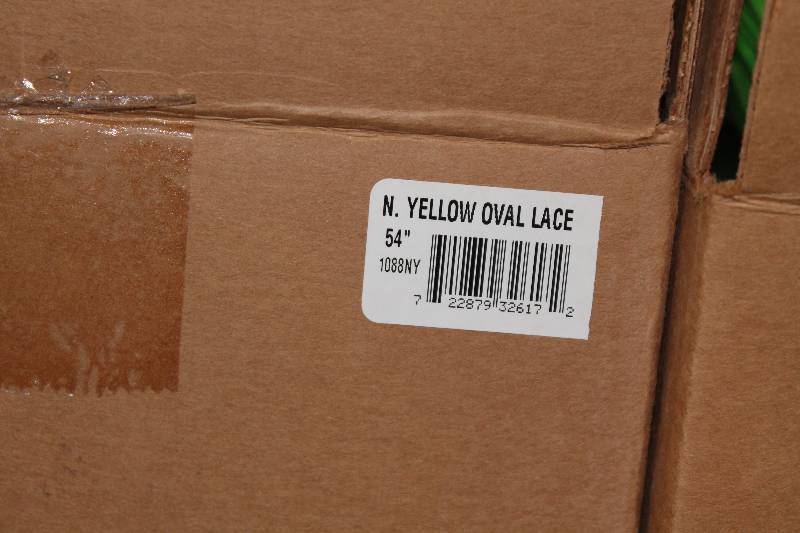 N. YELLOW OVAL LACE
54"
1088NY
7 22879 32617 2